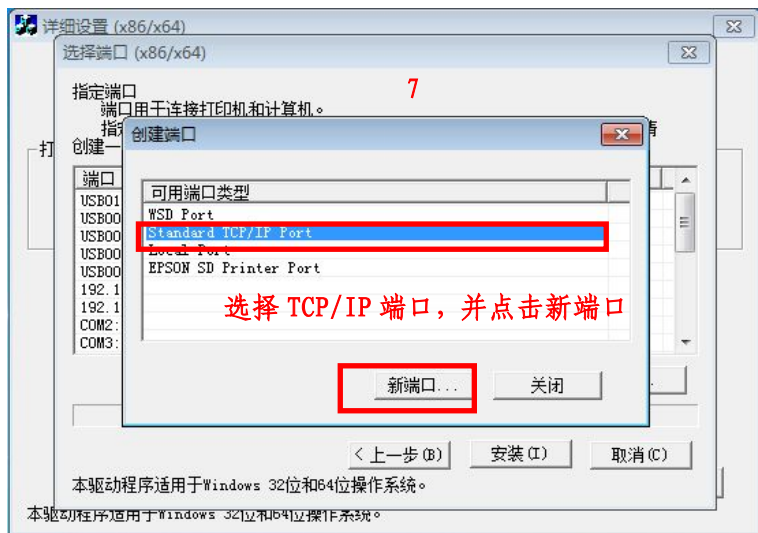 详细设置 (x86/x64)
选择端口 (x86/x64)
指定端口
7
端口用于连接打印机和计算机。
创建端口
创建一
端口
可用端口类型
USB01
WSD Port
USB00
Standard TCP/IP Port
USB00
Local Port
USB00
EPSON SD Printer Port
USB00
192.1
192.1
选择 TCP/IP 端口，并点击新端口
COM2:
COM3:
新端口...
关闭
< 上一步(B)
安装(I)
取消(C)
本驱动程序适用于Windows 32位和64位操作系统。
本驱动程序适用于Windows 32位和64位操作系统。